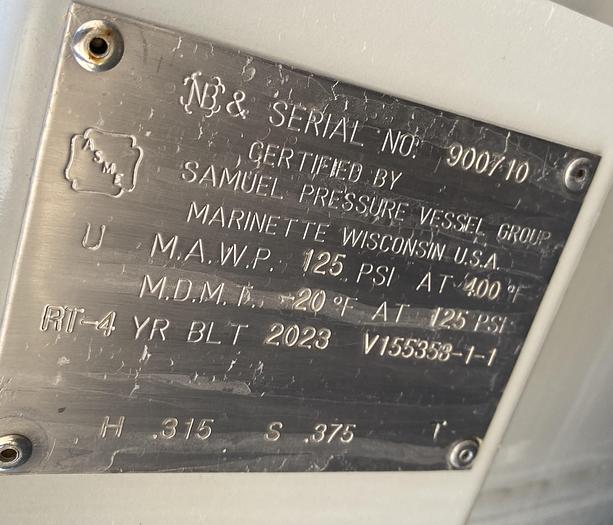 NB & SERIAL NO. 900710
ASME
CERTIFIED BY
SAMUEL PRESSURE VESSEL GROUP
MARINETTE WISCONSIN U.S.A.
U M.A.W.P. 125 PSI AT 400 °F
M.D.M.T. -20 °F AT 125 PSI
RT-4 YR BLT 2023 V155358-1-1
H .315 S .375 T